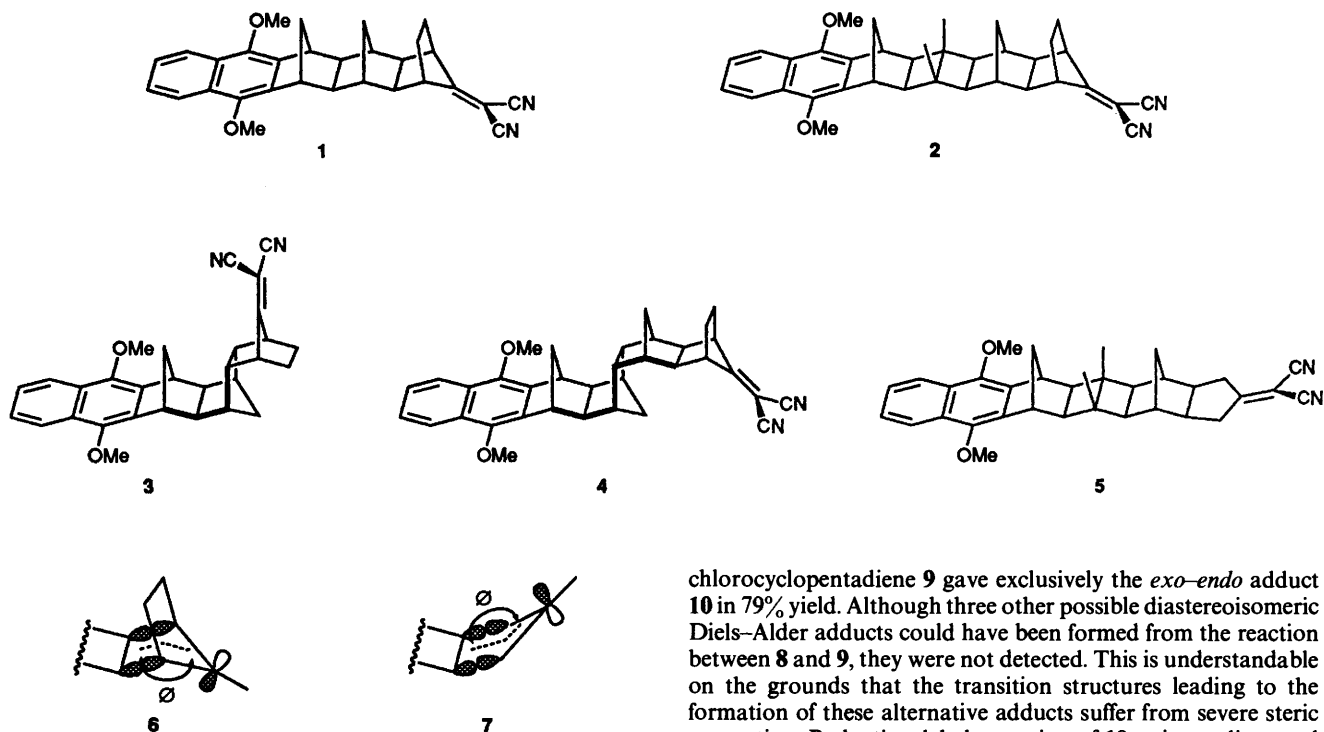 OMe
OMe
CN
CN
1
OMe
OMe
CN
CN
2
NC
CN
OMe
OMe
3
OMe
OMe
CN
CN
4
OMe
OMe
CN
CN
5
Ø
6
Ø
7
chlorocyclopentadiene 9 gave exclusively the exo–endo adduct
10 in 79% yield. Although three other possible diastereoisomeric
Diels–Alder adducts could have been formed from the reaction
between 8 and 9, they were not detected. This is understandable
on the grounds that the transition structures leading to the
formation of these alternative adducts suffer from severe steric